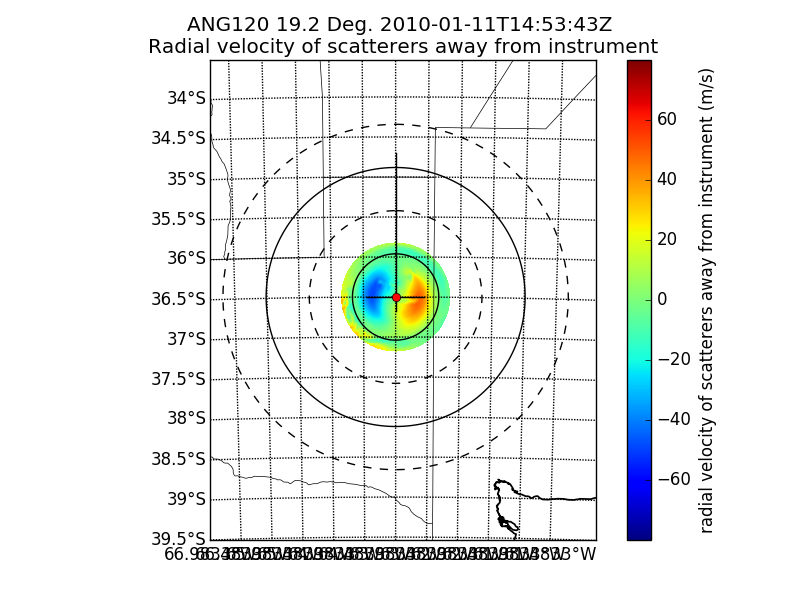 ANG120 19.2 Deg. 2010-01-11T14:53:43Z
Radial velocity of scatterers away from instrument
34°S
34.5°S
35°S
35.5°S
36°S
36.5°S
37°S
37.5°S
38°S
38.5°S
39°S
39.5°S
60
40
20
0
−20
−40
−60
radial velocity of scatterers away from instrument (m/s)